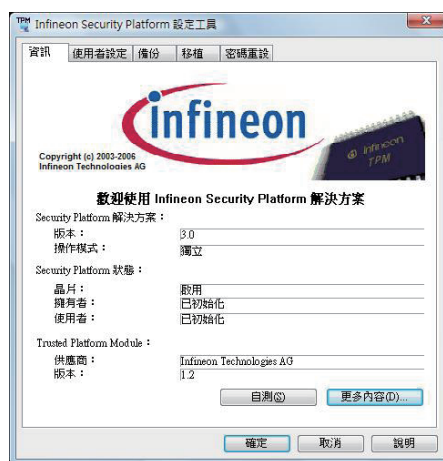 TPM Infineon Security Platform 設定工具
資訊 使用者設定 備份 移植 密碼重設
infineon
Infineon
TPM
Copyright (c) 2003-2006
Infineon Technologies AG
歡迎使用 Infineon Security Platform 解決方案
Security Platform 解決方案：
版本： 3.0
操作模式： 獨立
Security Platform 狀態：
晶片： 啟用
擁有者： 已初始化
使用者： 已初始化
Trusted Platform Module：
供應商： Infineon Technologies AG
版本： 1.2
自測(S) 更多內容(D)...
確定 取消 說明